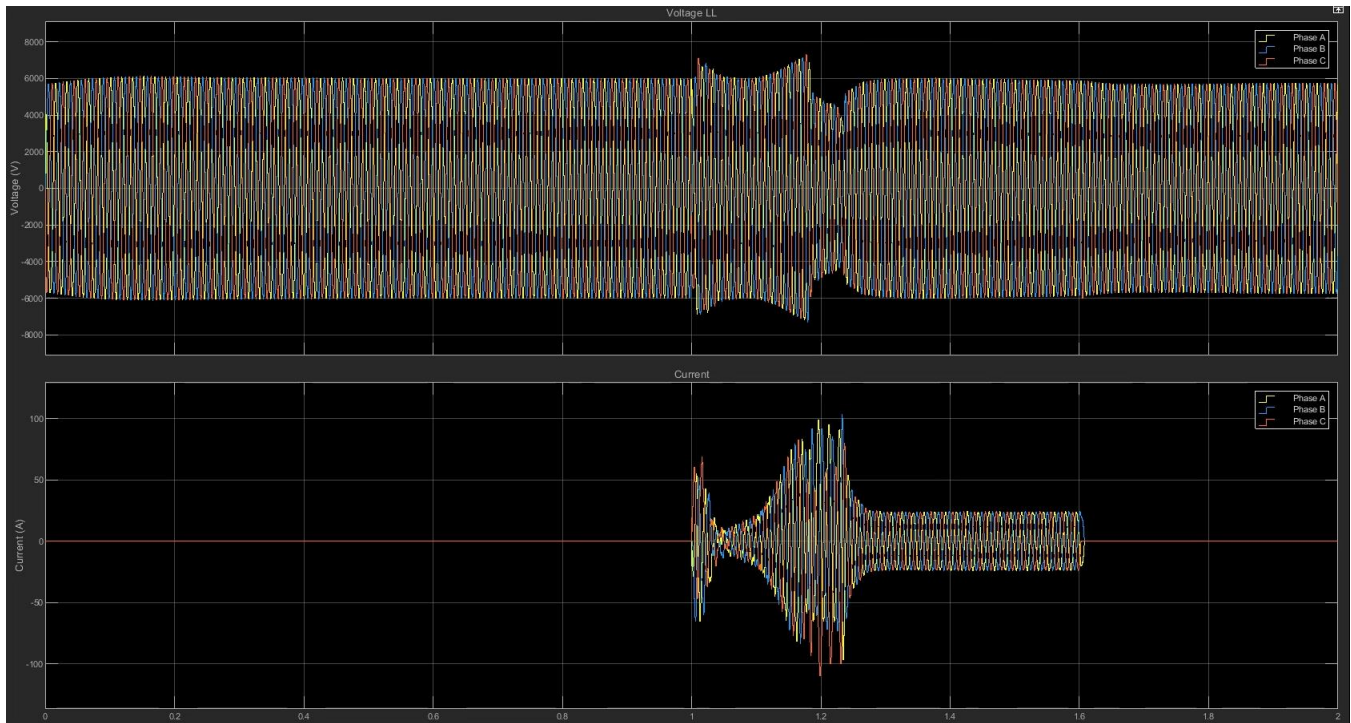 Voltage LL
8000
6000
4000
2000
0
-2000
-4000
-6000
-8000
Voltage (V)
Phase A
Phase B
Phase C
Current
100
50
0
-50
-100
Current (A)
Phase A
Phase B
Phase C
0
0.2
0.4
0.6
0.8
1
1.2
1.4
1.6
1.8
2